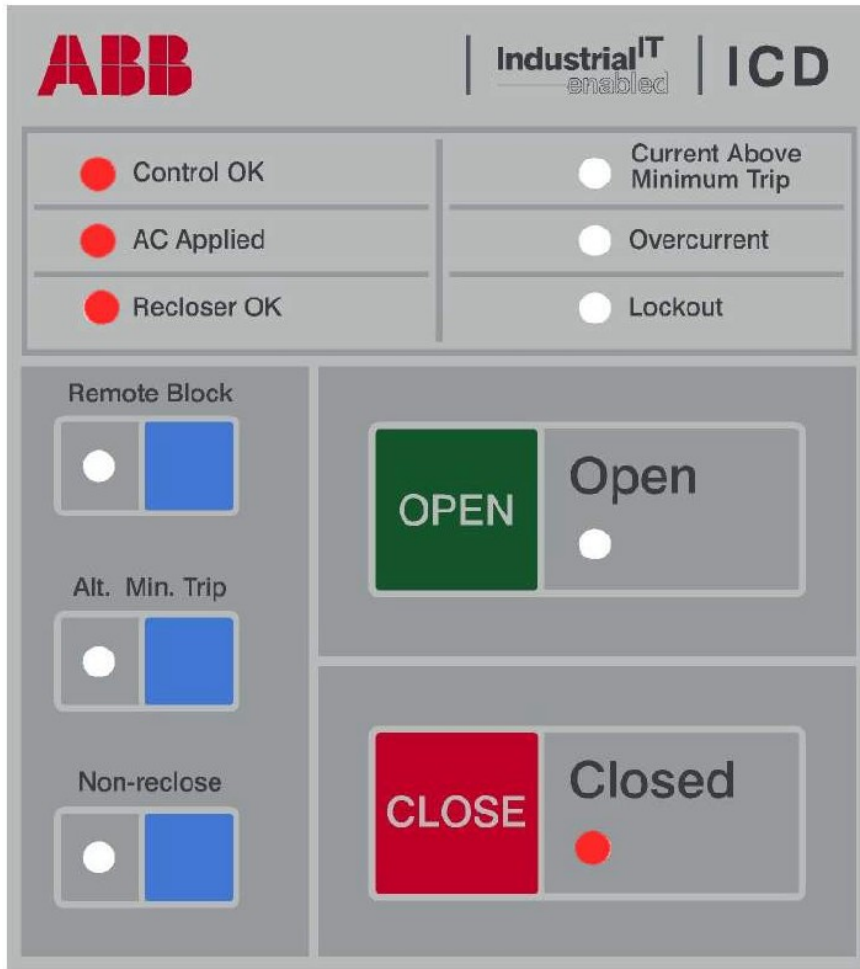 ABB
Industrial IT
enabled
ICD
Control OK
Current Above
Minimum Trip
AC Applied
Overcurrent
Recloser OK
Lockout
Remote Block
OPEN
Open
Alt. Min. Trip
Non-reclose
CLOSE
Closed